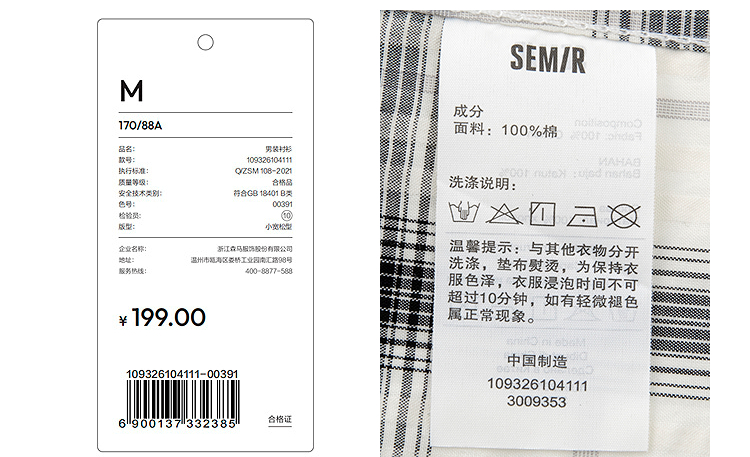 M
170/88A
品名： 男装衬衫
款号： 109326104111
执行标准： Q/ZSM 108-2021
质量等级： 合格品
安全技术类别： 符合GB 18401 B类
色号： 00391
检验员： 10
版型： 小宽松型
企业名称： 浙江森马服饰股份有限公司
地址： 温州市瓯海区娄桥工业园南汇路98号
服务热线： 400-8877-588
¥ 199.00
109326104111-00391
6 900137 332385
合格证
SEMIR
成分
面料：100%棉
洗涤说明：
温馨提示：与其他衣物分开
洗涤，垫布熨烫，为保持衣
服色泽，衣服浸泡时间不可
超过10分钟，如有轻微褪色
属正常现象。
中国制造
109326104111
3009353